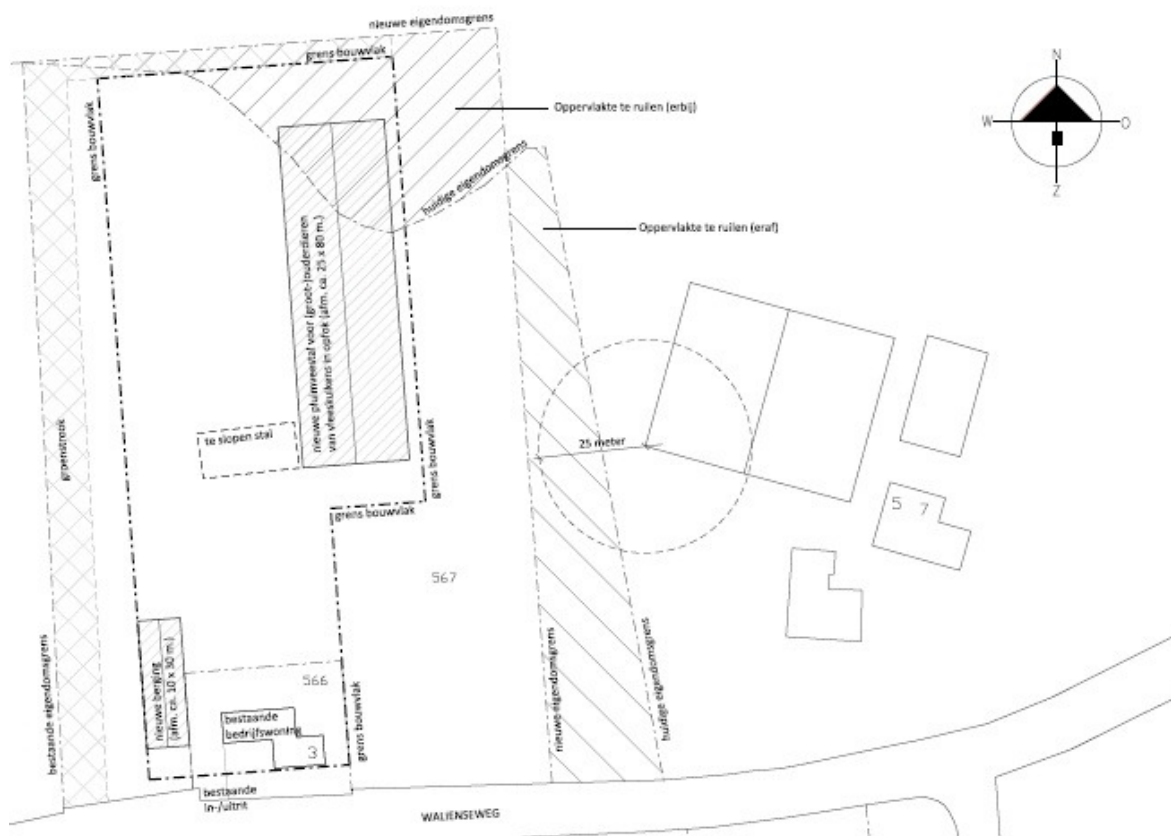 nieuwe eigendomsgrens
grens bouwvlak
N
W
O
Z
Oppervlakte te ruilen (erbij)
grens bouwvlak
huidige eigendomsgrens
Oppervlakte te ruilen (eraf)
nieuwe pluimveestal voor (groot-)ouderdieren
van vleeskuikens in opfok (afm. ca. 25 x 80 m.)
groenstrook
te slopen stal
25 meter
grens bouwvlak
grens bouwvlak
5 7
567
nieuwe berging
(afm. ca. 10 x 30 m.)
566
bestaande eigendomsgrens
bestaande
bedrijfswoning
3
grens bouwvlak
nieuwe eigendomsgrens
huidige eigendomsgrens
bestaande
in-/uitrit
WALIENSEWEG